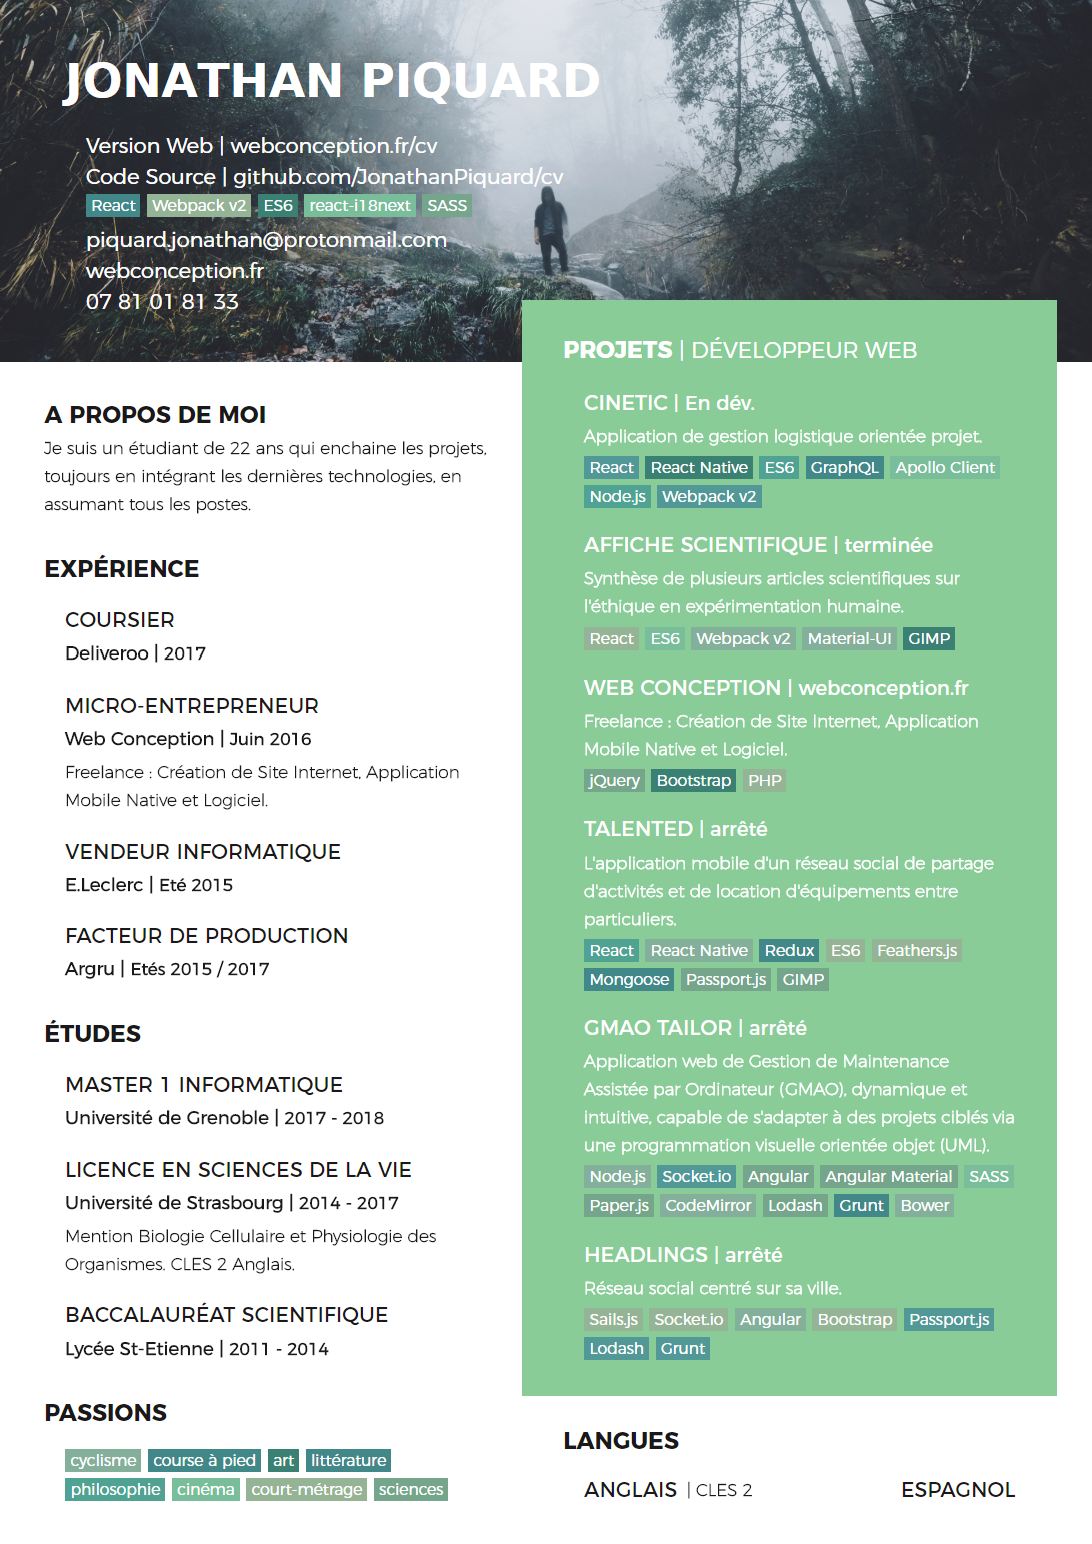 JONATHAN PIQUARD
Version Web | webconception.fr/cv
Code Source | github.com/JonathanPiquard/cv
React Webpack v2 ES6 react-i18next SASS
piquard.jonathan@protonmail.com
webconception.fr
07 81 01 81 33
A PROPOS DE MOI
Je suis un étudiant de 22 ans qui enchaine les projets,
toujours en intégrant les dernières technologies, en
assumant tous les postes.
EXPÉRIENCE
COURSIER
Deliveroo | 2017
MICRO-ENTREPRENEUR
Web Conception | Juin 2016
Freelance : Création de Site Internet, Application
Mobile Native et Logiciel.
VENDEUR INFORMATIQUE
E.Leclerc | Eté 2015
FACTEUR DE PRODUCTION
Argru | Etés 2015 / 2017
ÉTUDES
MASTER 1 INFORMATIQUE
Université de Grenoble | 2017 - 2018
LICENCE EN SCIENCES DE LA VIE
Université de Strasbourg | 2014 - 2017
Mention Biologie Cellulaire et Physiologie des
Organismes. CLES 2 Anglais.
BACCALAURÉAT SCIENTIFIQUE
Lycée St-Etienne | 2011 - 2014
PASSIONS
cyclisme course à pied art littérature
philosophie cinéma court-métrage sciences
PROJETS | DÉVELOPPEUR WEB
CINETIC | En dév.
Application de gestion logistique orientée projet.
React React Native ES6 GraphQL Apollo Client
Node.js Webpack v2
AFFICHE SCIENTIFIQUE | terminée
Synthèse de plusieurs articles scientifiques sur
l'éthique en expérimentation humaine.
React ES6 Webpack v2 Material-UI GIMP
WEB CONCEPTION | webconception.fr
Freelance : Création de Site Internet, Application
Mobile Native et Logiciel.
jQuery Bootstrap PHP
TALENTED | arrêté
L'application mobile d'un réseau social de partage
d'activités et de location d'équipements entre
particuliers.
React React Native Redux ES6 Feathers.js
Mongoose Passport.js GIMP
GMAO TAILOR | arrêté
Application web de Gestion de Maintenance
Assistée par Ordinateur (GMAO), dynamique et
intuitive, capable de s'adapter à des projets ciblés via
une programmation visuelle orientée objet (UML).
Node.js Socket.io Angular Angular Material SASS
Paper.js CodeMirror Lodash Grunt Bower
HEADLINGS | arrêté
Réseau social centré sur sa ville.
Sails.js Socket.io Angular Bootstrap Passport.js
Lodash Grunt
LANGUES
ANGLAIS | CLES 2 ESPAGNOL